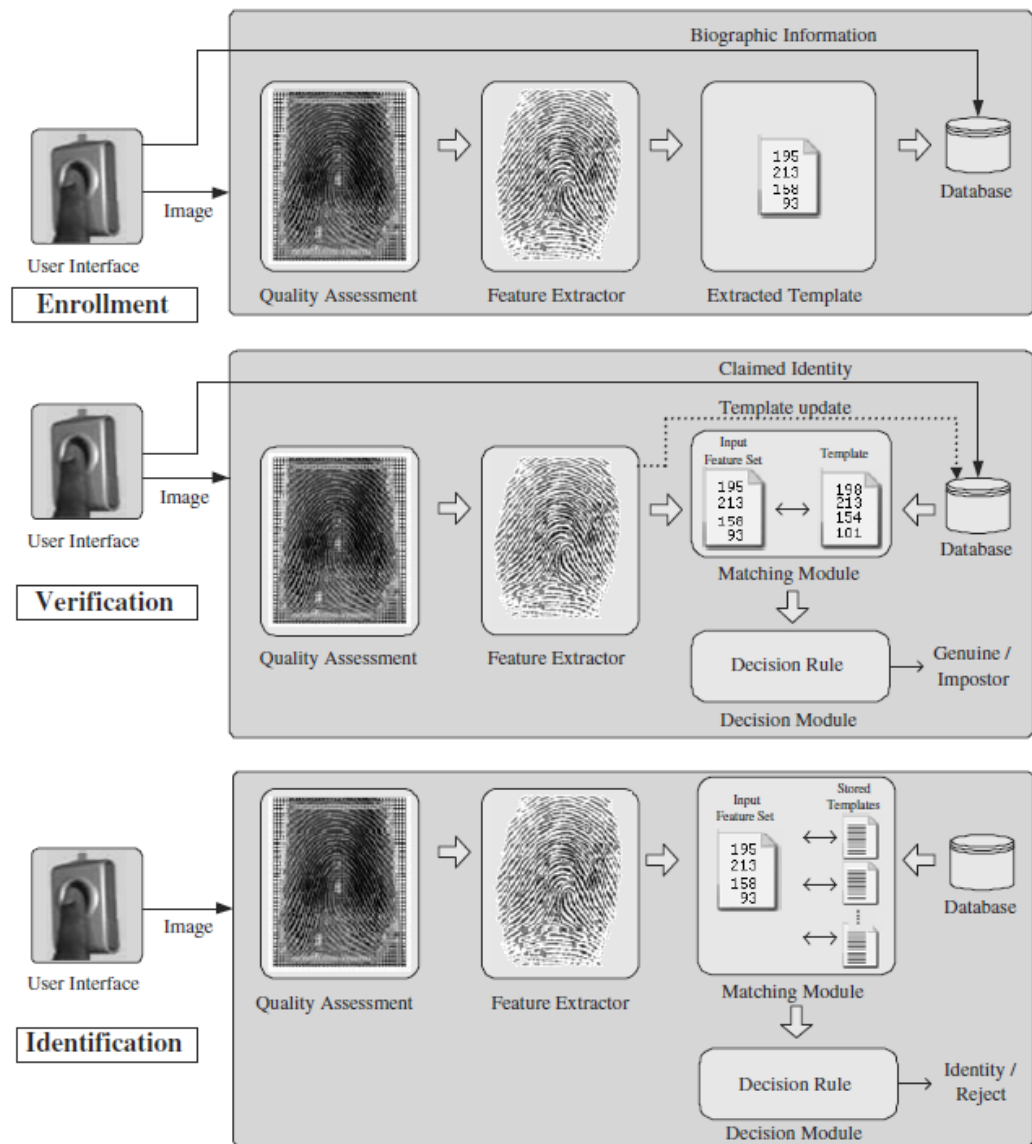 Biographic Information
195
213
158
93
Database
Image
User Interface
Quality Assessment
Feature Extractor
Extracted Template
Enrollment
Claimed Identity
Template update
Input
Feature Set
Template
195
213
158
93
198
213
154
101
Image
User Interface
Database
Matching Module
Verification
Quality Assessment
Feature Extractor
Decision Rule
Genuine /
Impostor
Decision Module
Input
Feature Set
Stored
Templates
195
213
158
93
Database
Image
User Interface
Quality Assessment
Feature Extractor
Matching Module
Identification
Decision Rule
Identity /
Reject
Decision Module